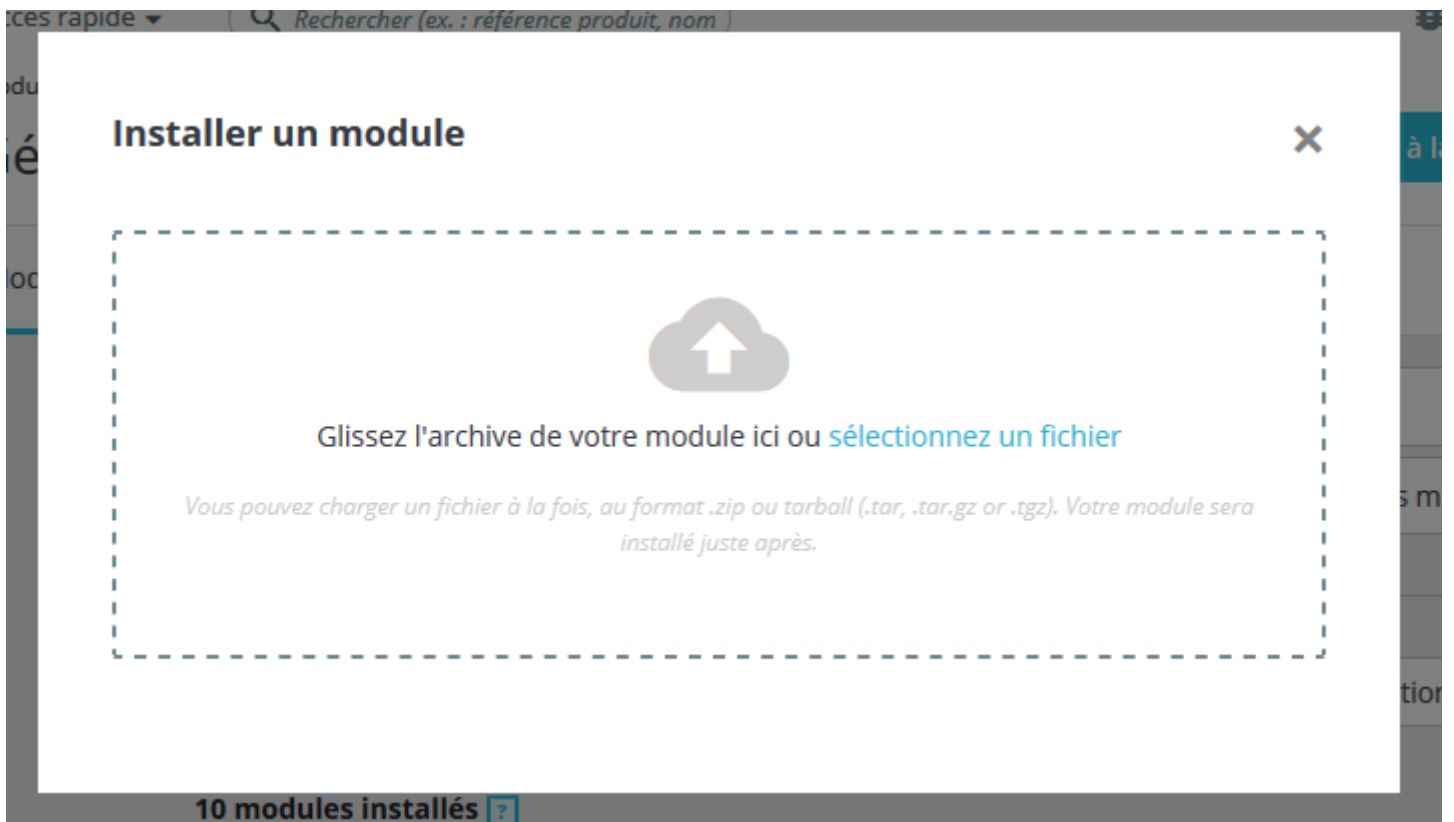 rapide
Rechercher (ex. : référence produit, nom
Installer un module
à la
Glissez l'archive de votre module ici ou sélectionnez un fichier
Vous pouvez charger un fichier à la fois, au format .zip ou tarball (.tar, .tar.gz or .tgz). Votre module sera
installé juste après.
10 modules installés ?